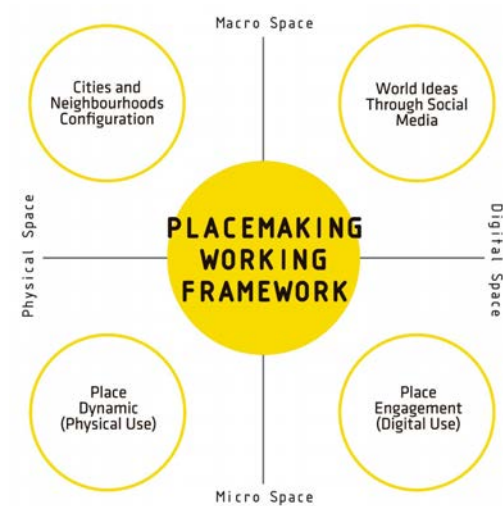 Macro Space
Cities and
Neighbourhoods
Configuration
World Ideas
Through Social
Media
Physical Space
PLACEMAKING
WORKING
FRAMEWORK
Digital Space
Place
Dynamic
(Physical Use)
Place
Engagement
(Digital Use)
Micro Space